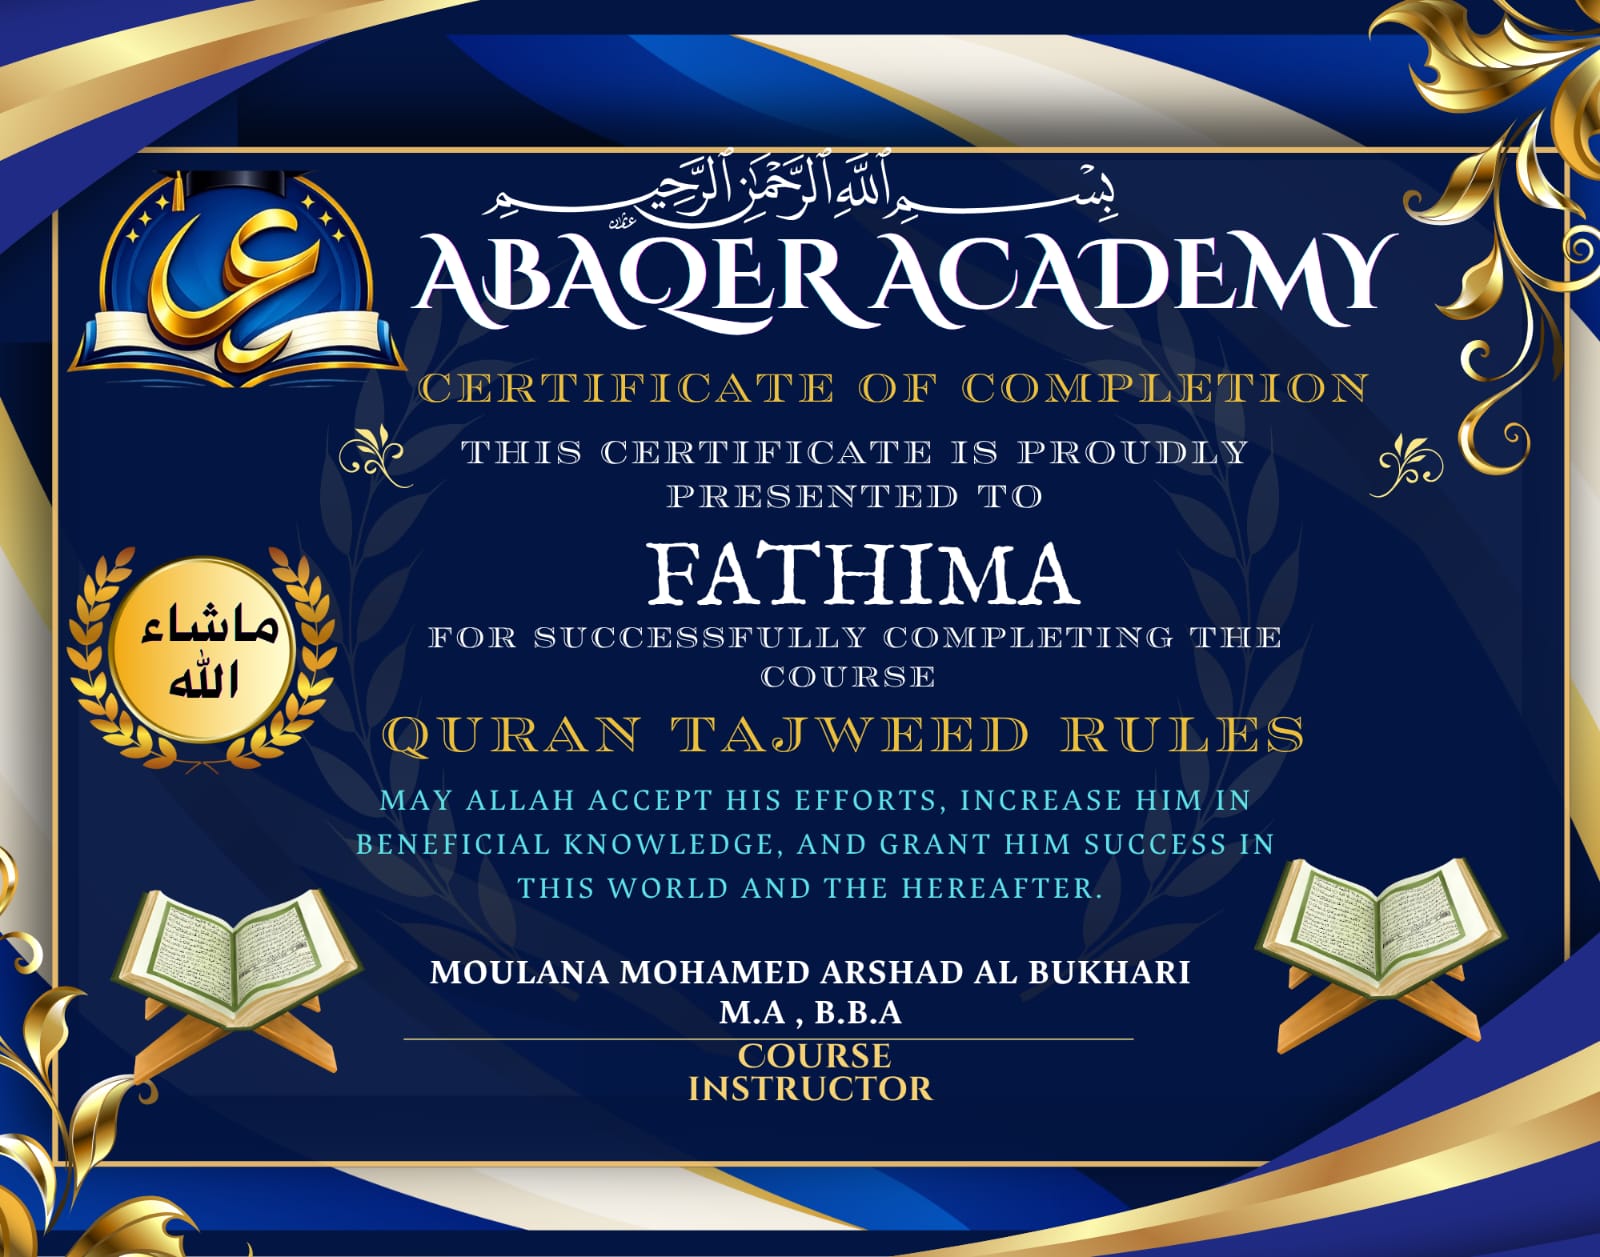 بِسْمِ ٱللَّهِ ٱلرَّحْمَٰنِ ٱلرَّحِيمِ
ABAQER ACADEMY
CERTIFICATE OF COMPLETION
THIS CERTIFICATE IS PROUDLY
PRESENTED TO
FATHIMA
FOR SUCCESSFULLY COMPLETING THE
COURSE
ماشاء
الله
QURAN TAJWEED RULES
MAY ALLAH ACCEPT HIS EFFORTS, INCREASE HIM IN
BENEFICIAL KNOWLEDGE, AND GRANT HIM SUCCESS IN
THIS WORLD AND THE HEREAFTER.
MOULANA MOHAMED ARSHAD AL BUKHARI
M.A , B.B.A
COURSE
INSTRUCTOR